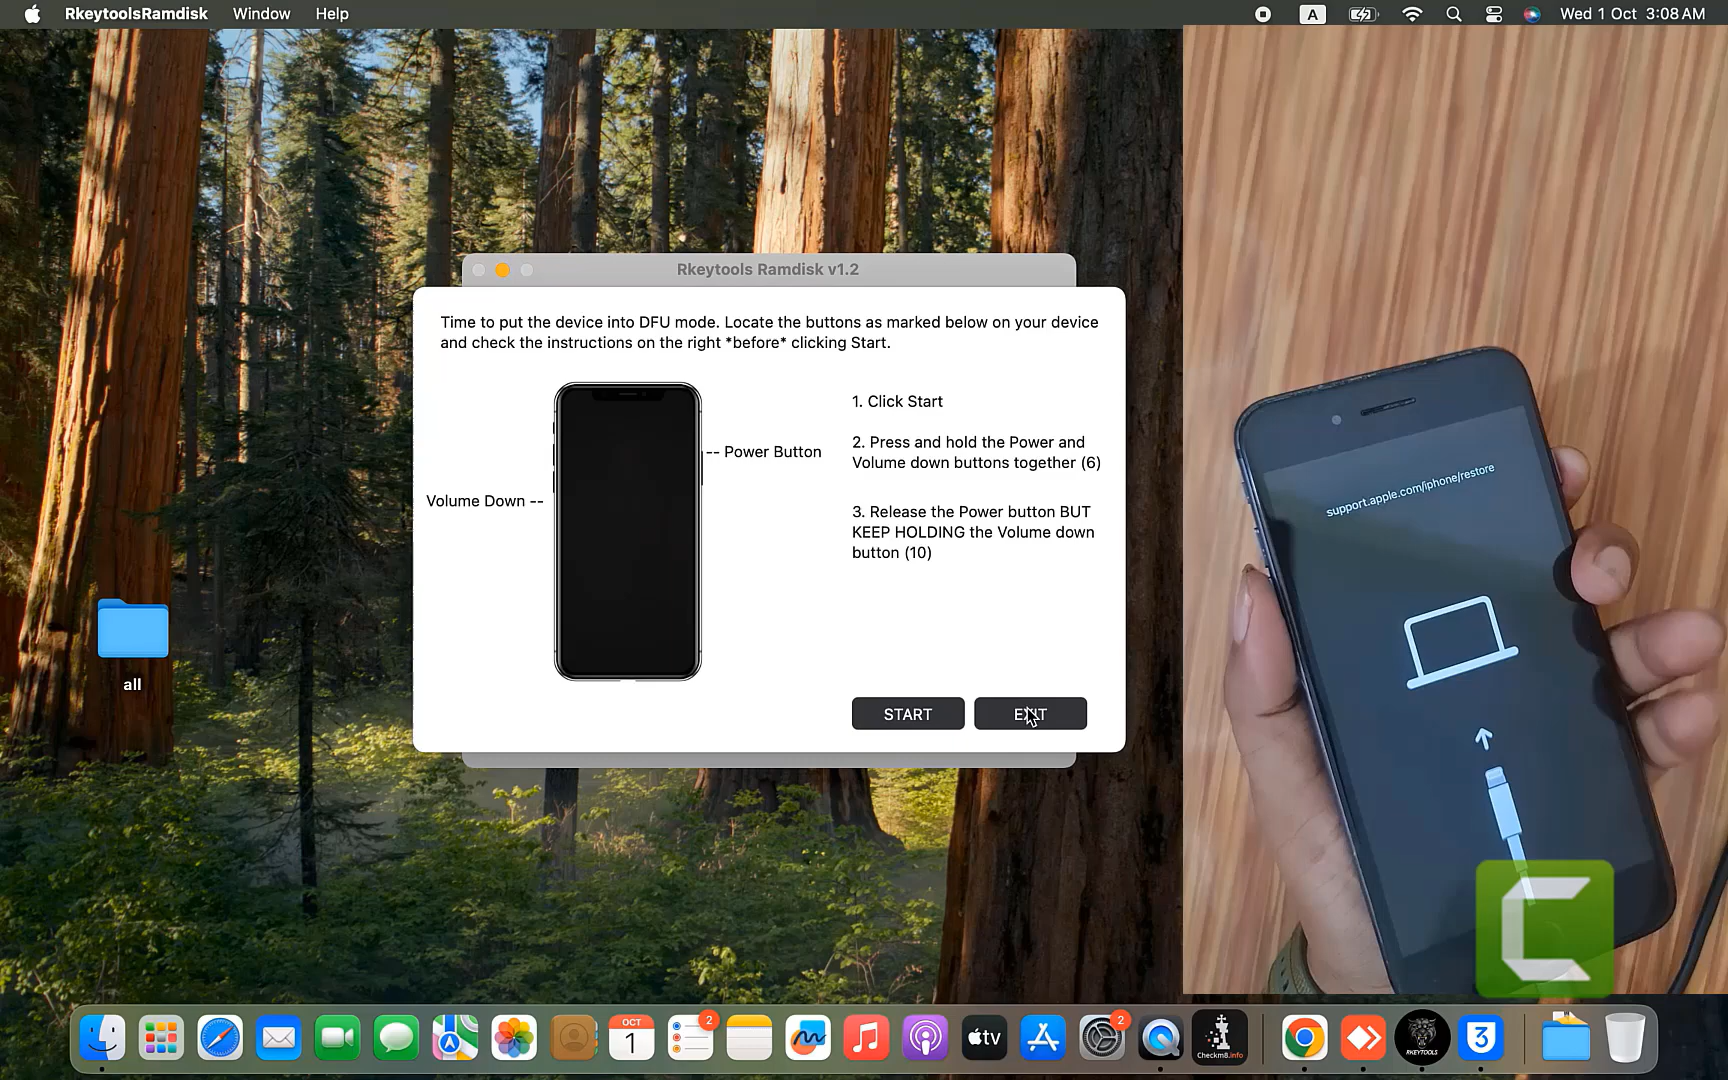 RkeytoolsRamdisk Window Help
A
Wed 1 Oct 3:08 AM
Rkeytools Ramdisk v1.2
Time to put the device into DFU mode. Locate the buttons as marked below on your device
and check the instructions on the right *before* clicking Start.
1. Click Start
2. Press and hold the Power and
Volume down buttons together (6)
-- Power Button
Volume Down --
3. Release the Power button BUT
KEEP HOLDING the Volume down
button (10)
START
EXIT
all
support.apple.com/iphone/restore
OCT
1
2
tv
2
Checkm8.info
RKEYTOOLS
3